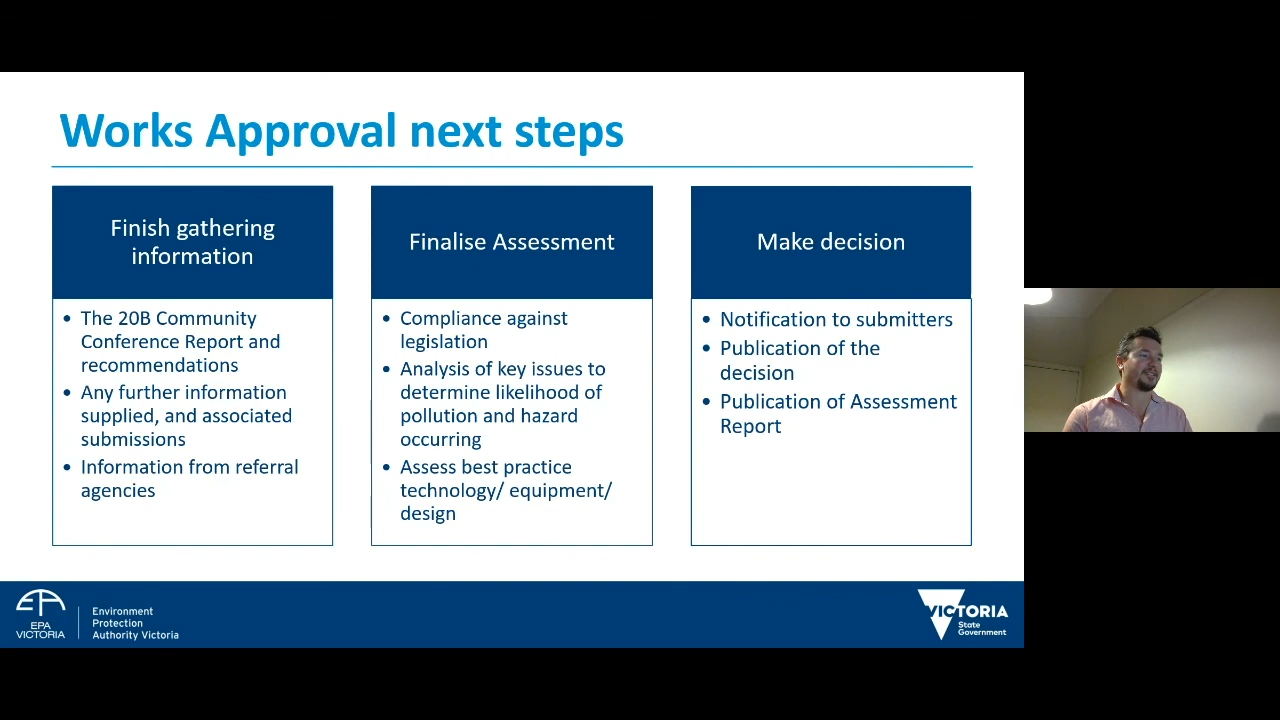 Works Approval next steps
Finish gathering
information
• The 20B Community
Conference Report and
recommendations
• Any further information
supplied, and associated
submissions
• Information from referral
agencies
Finalise Assessment
• Compliance against
legislation
• Analysis of key issues to
determine likelihood of
pollution and hazard
occurring
• Assess best practice
technology/ equipment/
design
Make decision
• Notification to submitters
• Publication of the
decision
• Publication of Assessment
Report
EPA
VICTORIA
Environment
Protection
Authority Victoria
VICTORIA
State
Government